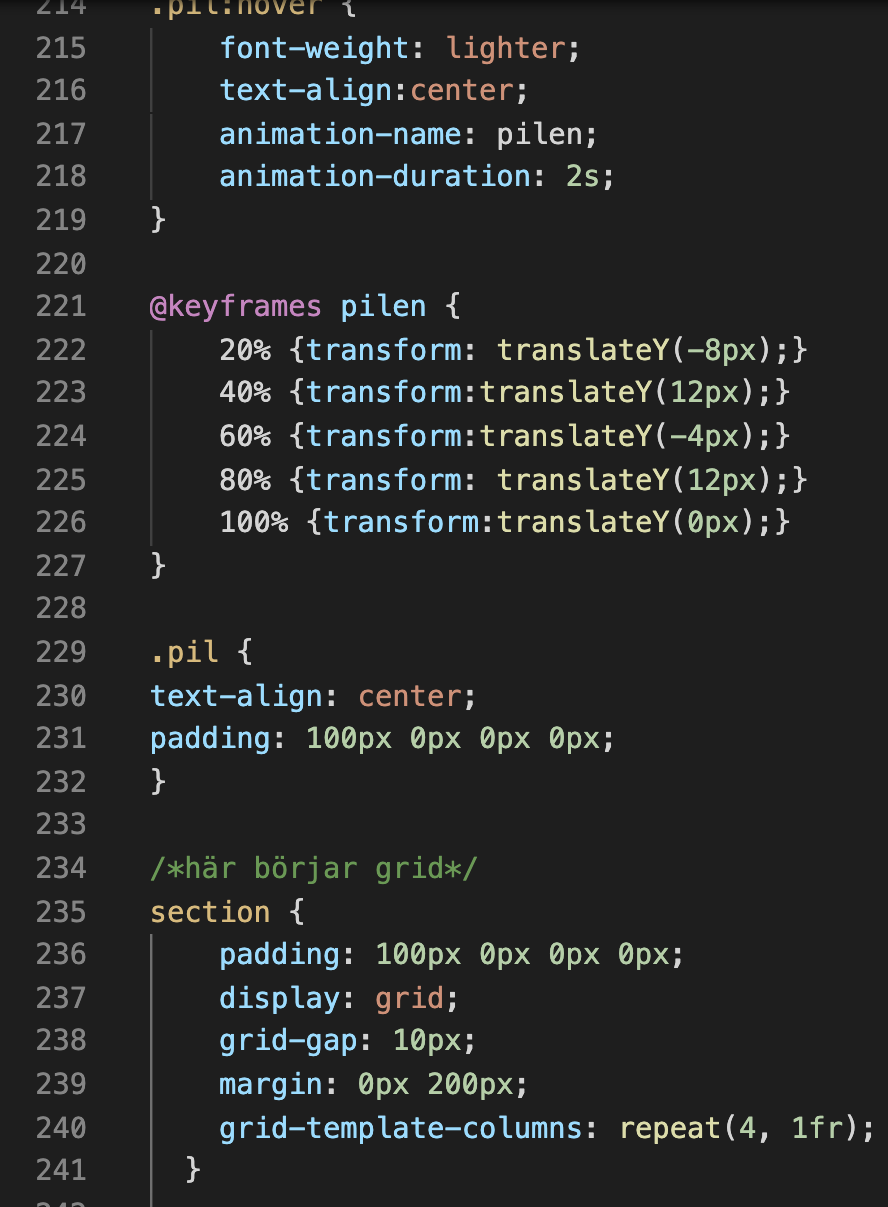 214 .pil:hover {
215 font-weight: lighter;
216 text-align:center;
217 animation-name: pilen;
218 animation-duration: 2s;
219 }
220
221 @keyframes pilen {
222 20% {transform: translateY(-8px);}
223 40% {transform:translateY(12px);}
224 60% {transform:translateY(-4px);}
225 80% {transform: translateY(12px);}
226 100% {transform:translateY(0px);}
227 }
228
229 .pil {
230 text-align: center;
231 padding: 100px 0px 0px 0px;
232 }
233
234 /*här börjar grid*/
235 section {
236 padding: 100px 0px 0px 0px;
237 display: grid;
238 grid-gap: 10px;
239 margin: 0px 200px;
240 grid-template-columns: repeat(4, 1fr);
241 }
242